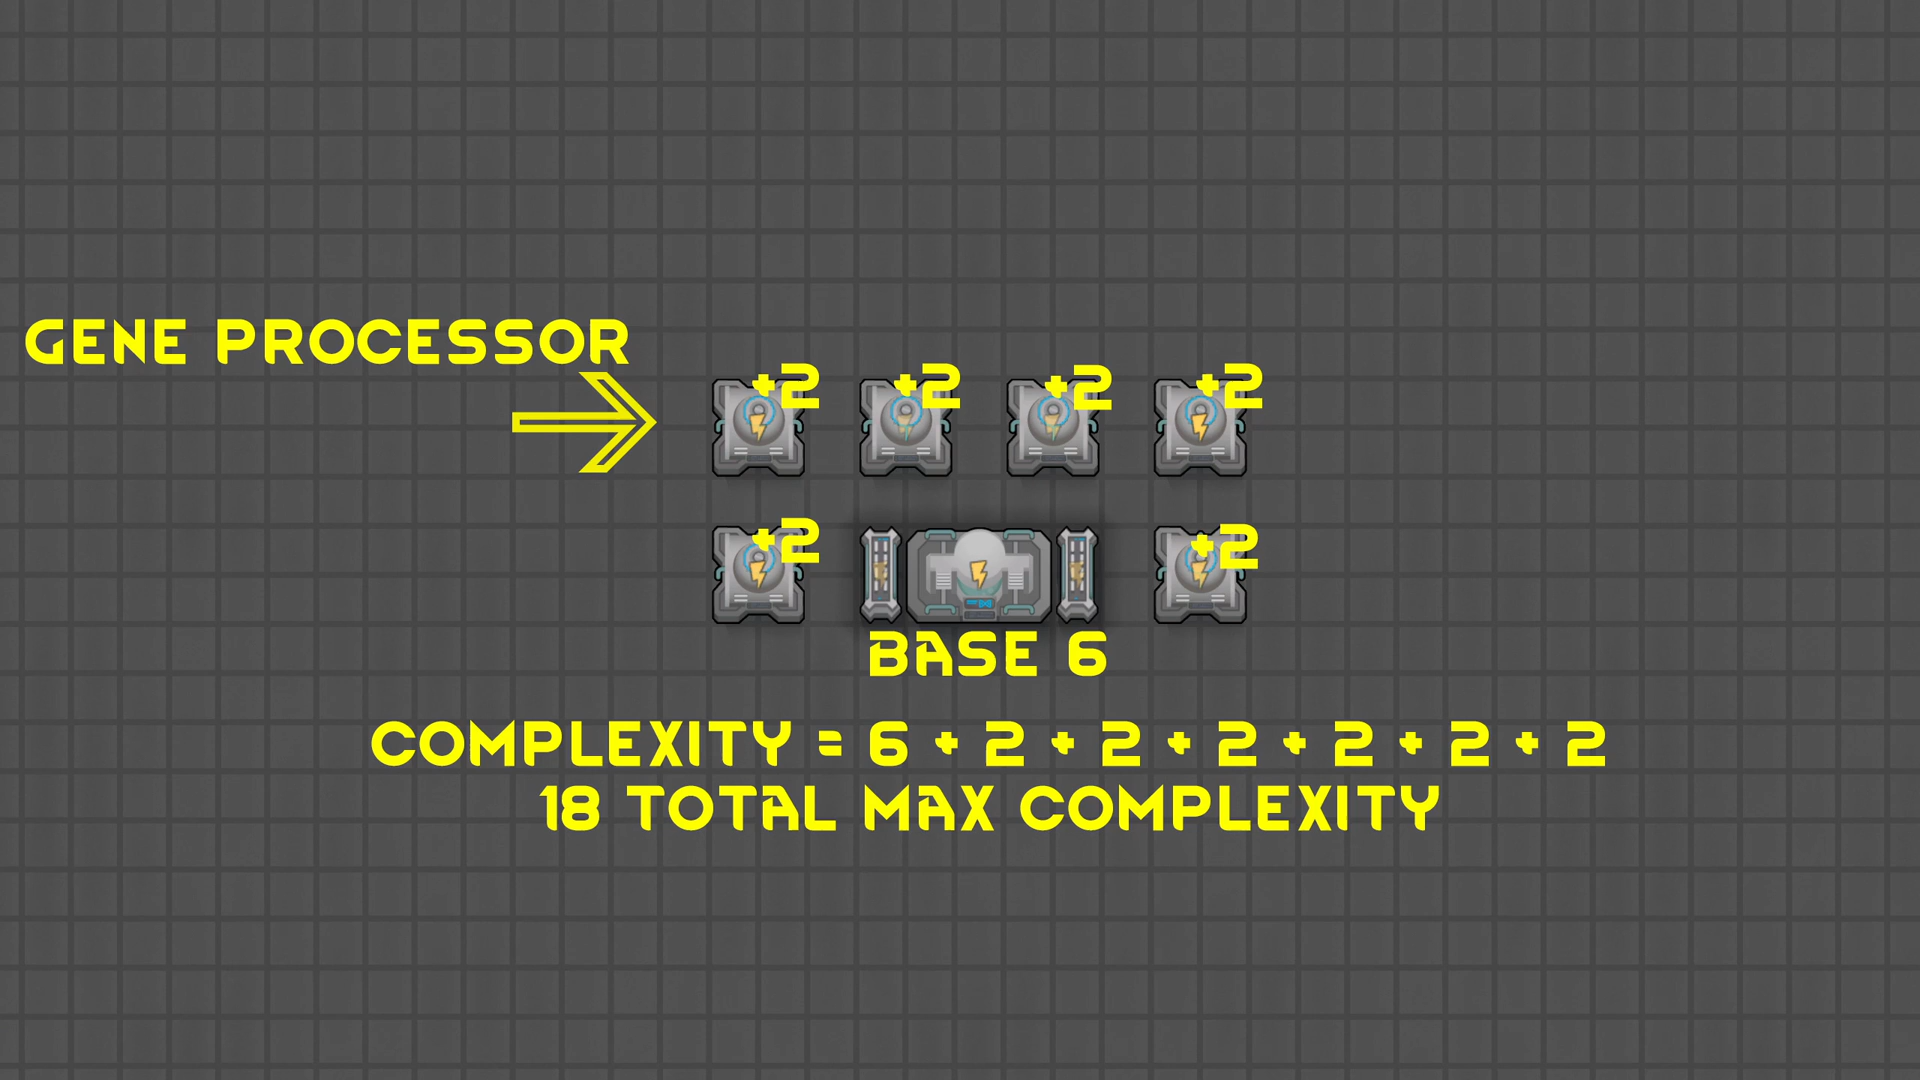 GENE PROCESSOR
+2 +2 +2 +2
+2 +2
BASE 6
COMPLEXITY = 6 + 2 + 2 + 2 + 2 + 2 + 2
18 TOTAL MAX COMPLEXITY